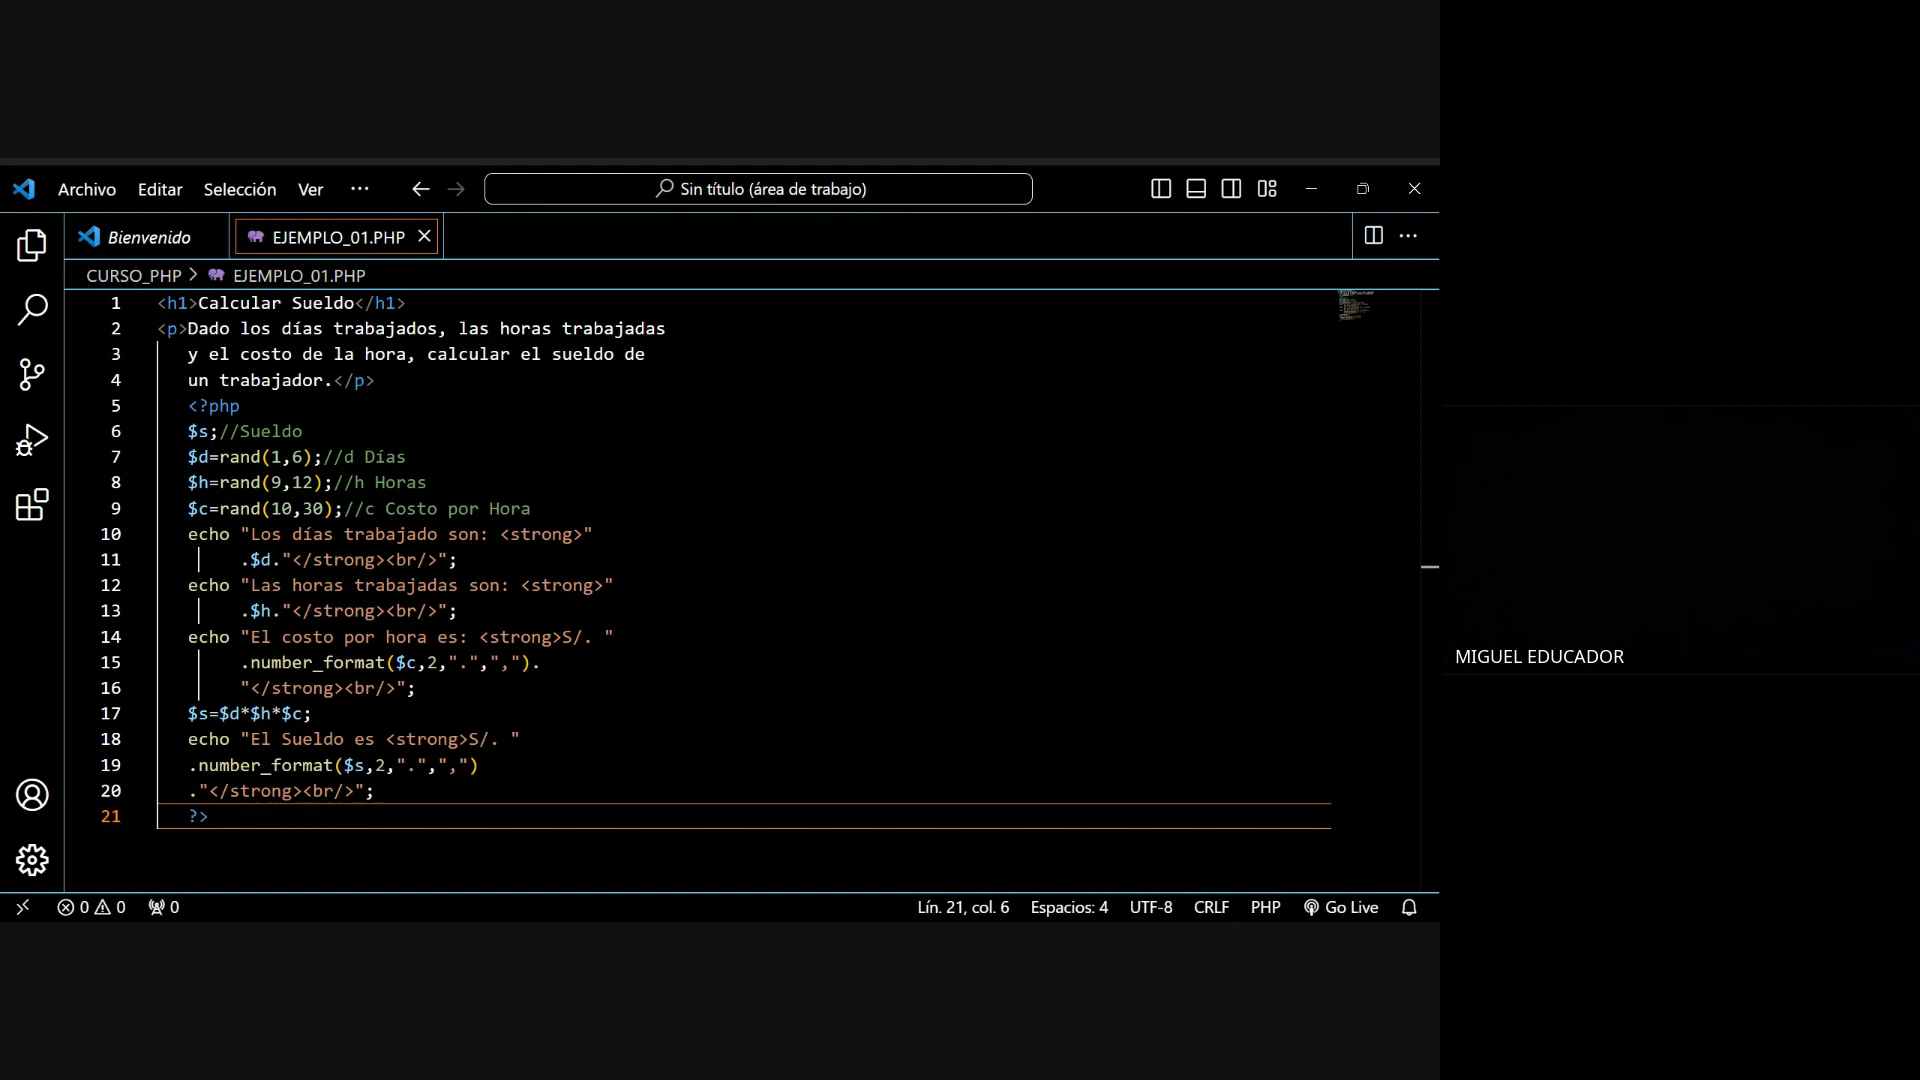 Archivo Editar Selección Ver ··· Sin título (área de trabajo)
Bienvenido EJEMPLO_01.PHP
CURSO_PHP > EJEMPLO_01.PHP
1 <h1>Calcular Sueldo</h1>
2 <p>Dado los días trabajados, las horas trabajadas
3 y el costo de la hora, calcular el sueldo de
4 un trabajador.</p>
5 <?php
6 $s;//Sueldo
7 $d=rand(1,6);//d Días
8 $h=rand(9,12);//h Horas
9 $c=rand(10,30);//c Costo por Hora
10 echo "Los días trabajado son: <strong>"
11 .$d."</strong><br/>";
12 echo "Las horas trabajadas son: <strong>"
13 .$h."</strong><br/>";
14 echo "El costo por hora es: <strong>S/. "
15 .number_format($c,2,".",",").
16 "</strong><br/>";
17 $s=$d*$h*$c;
18 echo "El Sueldo es <strong>S/. "
19 .number_format($s,2,".",",")
20 ."</strong><br/>";
21 ?>
0 0 0 Lín. 21, col. 6 Espacios: 4 UTF-8 CRLF PHP Go Live
MIGUEL EDUCADOR